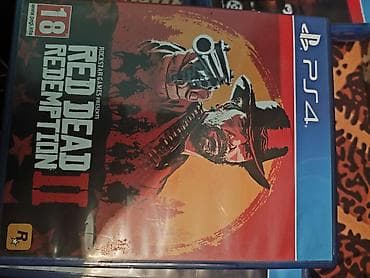 PS4
ROCKSTAR GAMES PRESENTS
RED DEAD
REDEMPTION
II
18
R